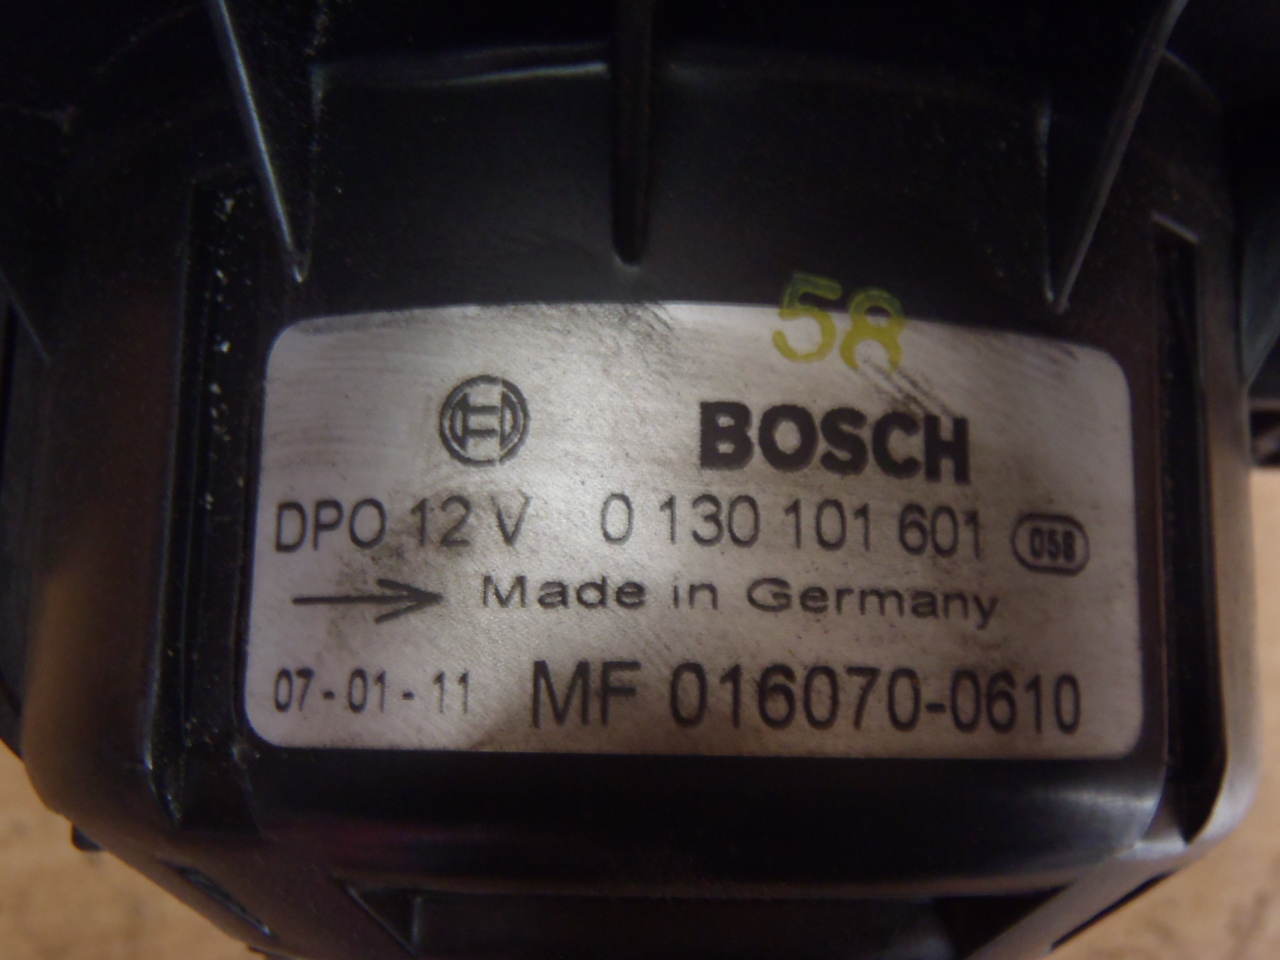 58
BOSCH
DPO 12 V 0 130 101 601 058
Made in Germany
07-01-11 MF 016070-0610